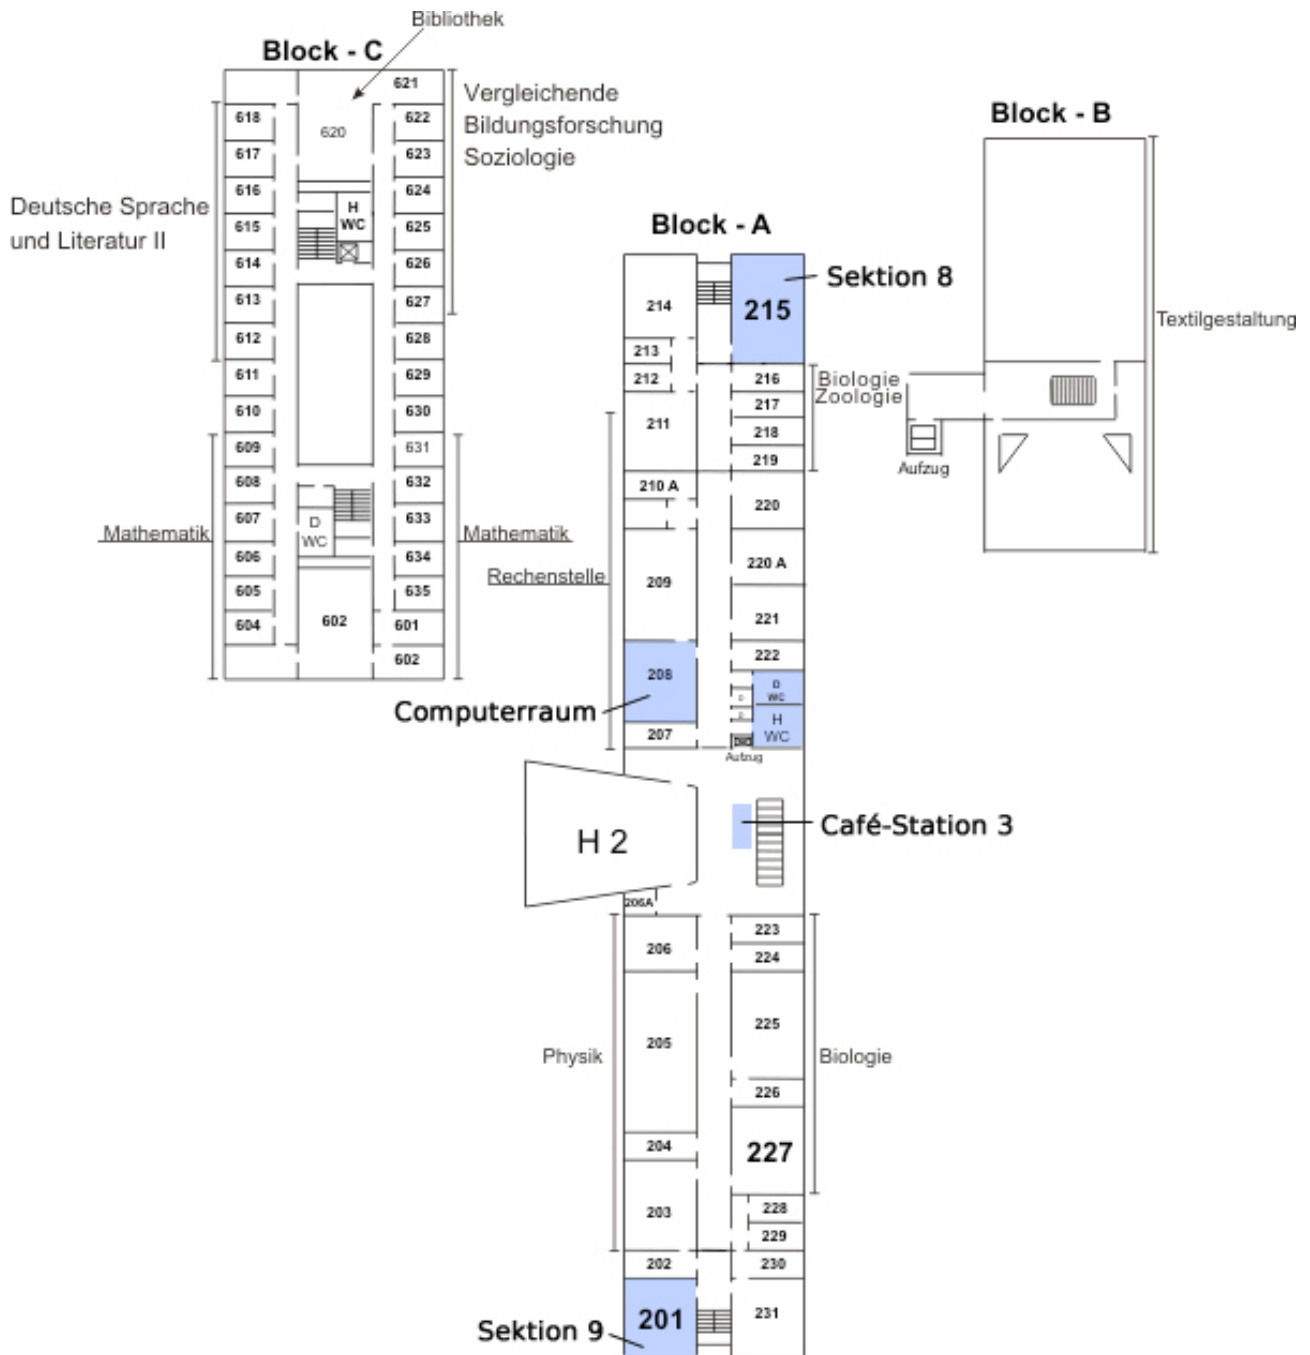 Bibliothek
Block - C
621
618
620
622
617
623
616
624
H
WC
615
625
614
626
613
627
612
628
611
629
610
630
609
631
608
632
607
D
WC
633
606
634
605
635
604
602
601
602
Vergleichende
Bildungsforschung
Soziologie
Deutsche Sprache
und Literatur II
Mathematik
Mathematik
Block - B
Textilgestaltung
Aufzug
Block - A
Sektion 8
214
215
213
212
216
217
211
218
219
Biologie
Zoologie
210 A
220
209
220 A
221
222
Rechenstelle
208
D
WC
D
D
H
WC
Computerraum
207
Aufzug
H 2
Café-Station 3
206A
223
206
224
205
225
226
Physik
Biologie
204
227
203
228
229
202
230
201
231
Sektion 9